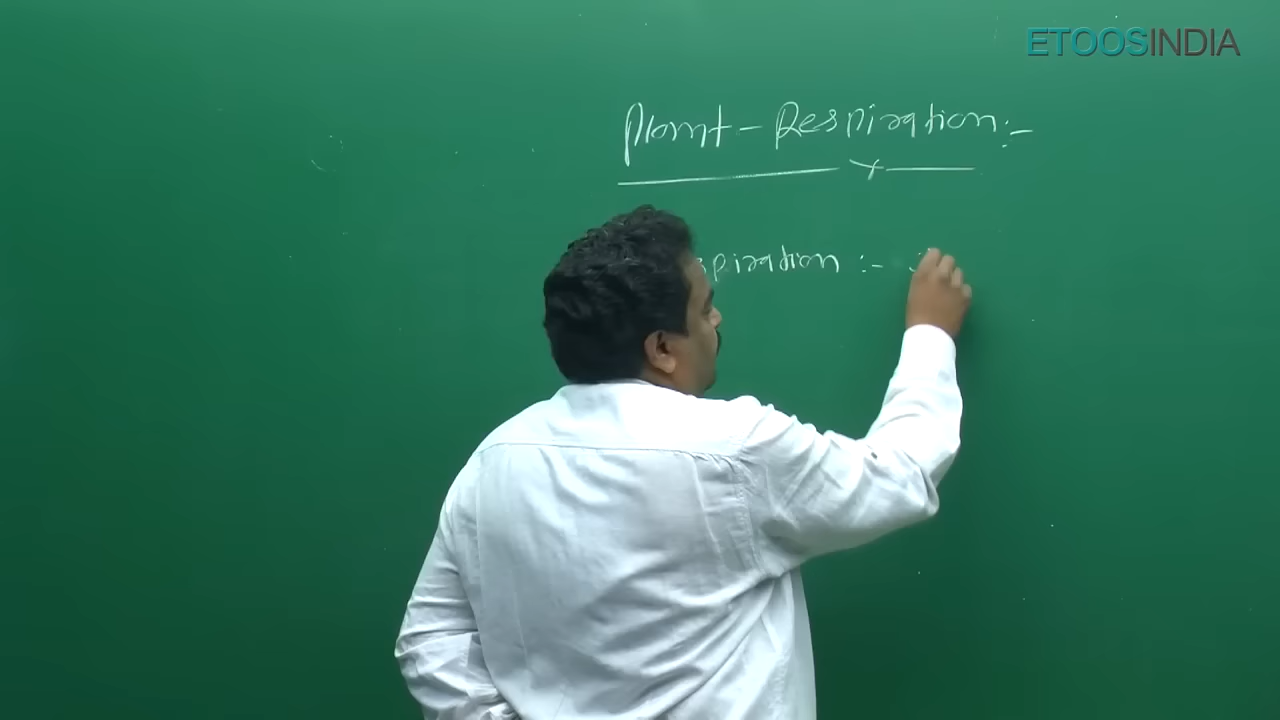 ETOOSINDIA
Plant - Respiration :-
spiration :-